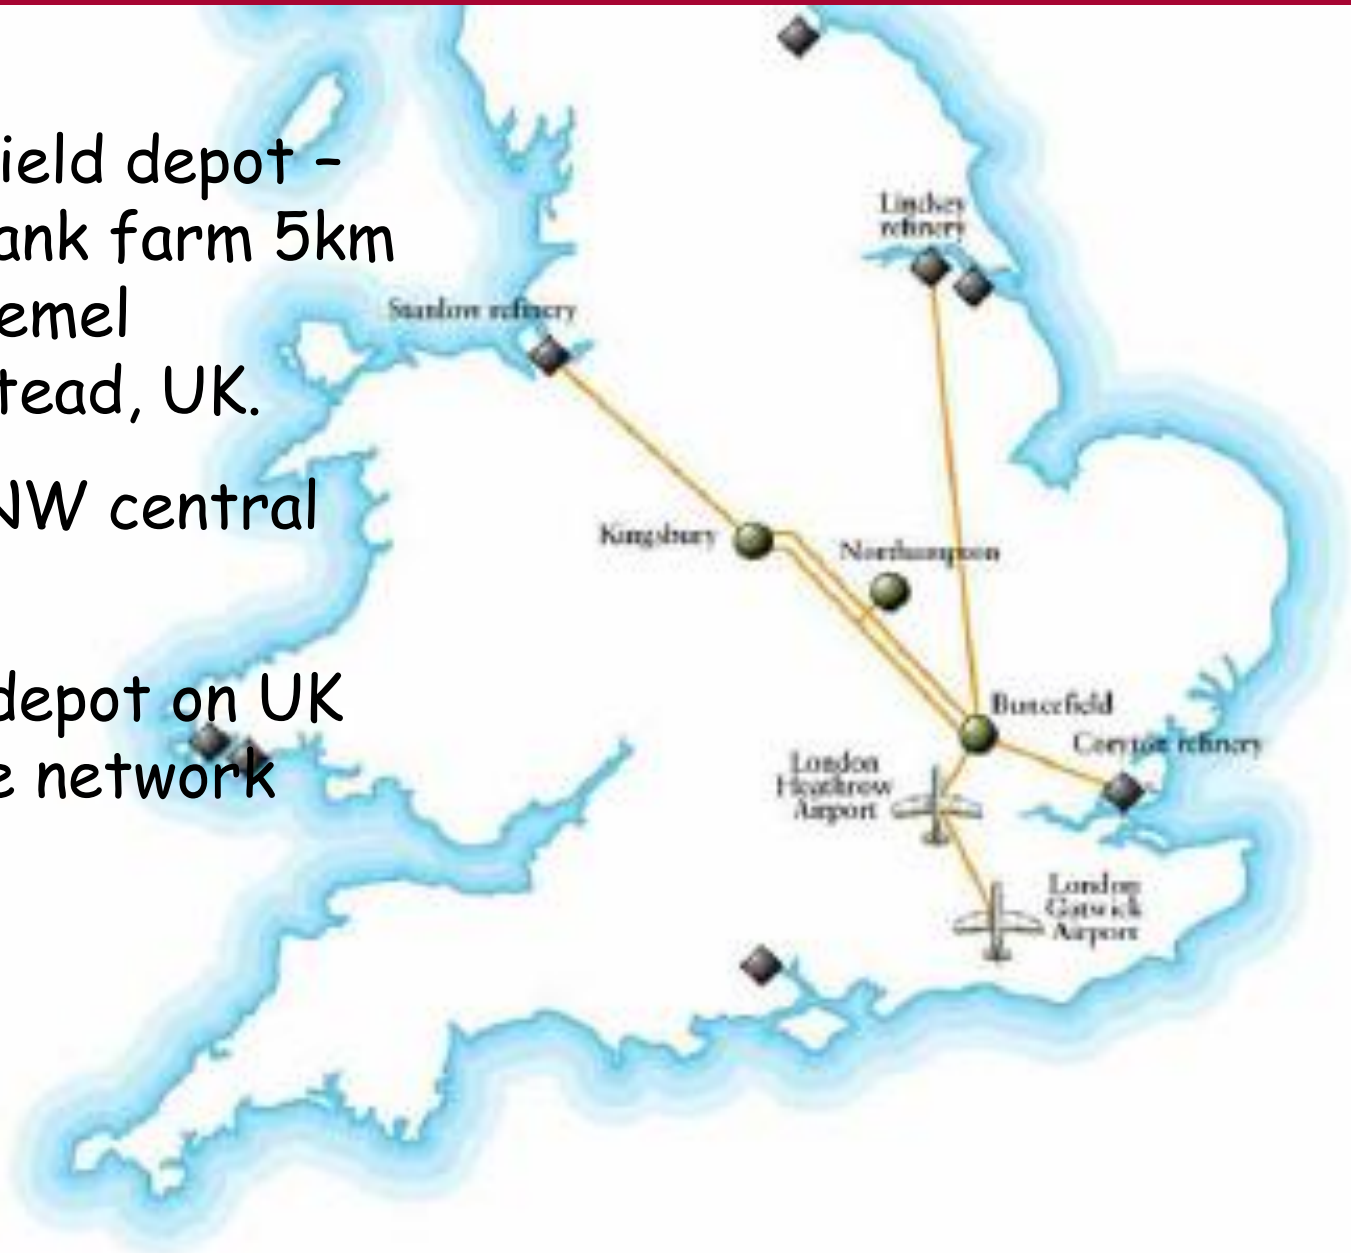 ield depot –
ank farm 5km
emel
tead, UK.
NW central
depot on UK
e network
Lindsey
refinery
Stanlow refinery
Kingsbury
Northampton
Buncefield
Coryton refinery
London
Heathrow
Airport
London
Gatwick
Airport